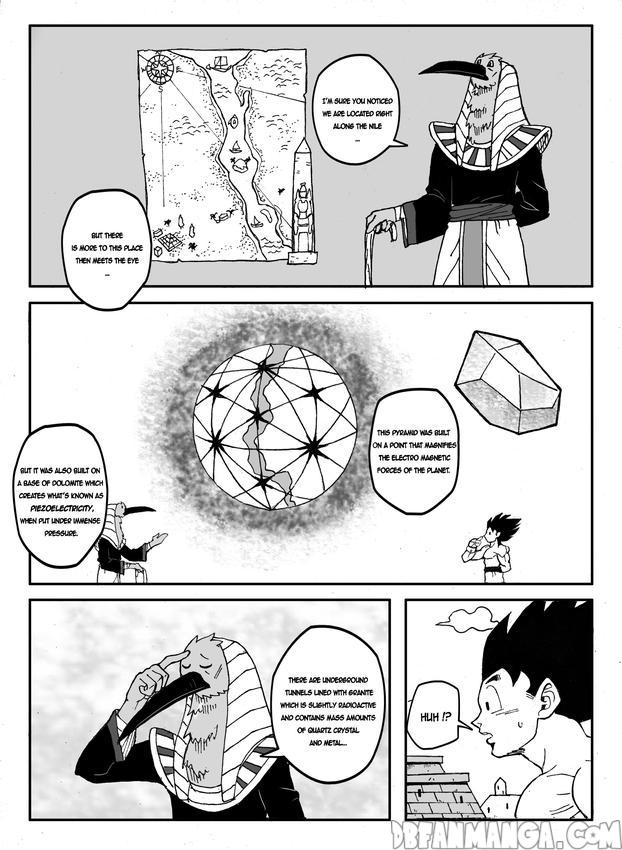 I'M SURE YOU NOTICED
WE ARE LOCATED RIGHT
ALONG THE NILE
...
BUT THERE
IS MORE TO THIS PLACE
THEN MEETS THE EYE
...
THIS PYRAMID WAS BUILT
ON A POINT THAT MAGNIFIES
THE ELECTRO MAGNETIC
FORCES OF THE PLANET.
BUT IT WAS ALSO BUILT ON
A BASE OF DOLOMITE WHICH
CREATES WHAT'S KNOWN AS
PIEZOELECTRICITY,
WHEN PUT UNDER IMMENSE
PRESSURE.
THERE ARE UNDERGROUND
TUNNELS LINED WITH GRANITE
WHICH IS SLIGHTLY RADIOACTIVE
AND CONTAINS MASS AMOUNTS
OF QUARTZ CRYSTAL
AND METAL...
HUH !?
DBFANMANGA.COM